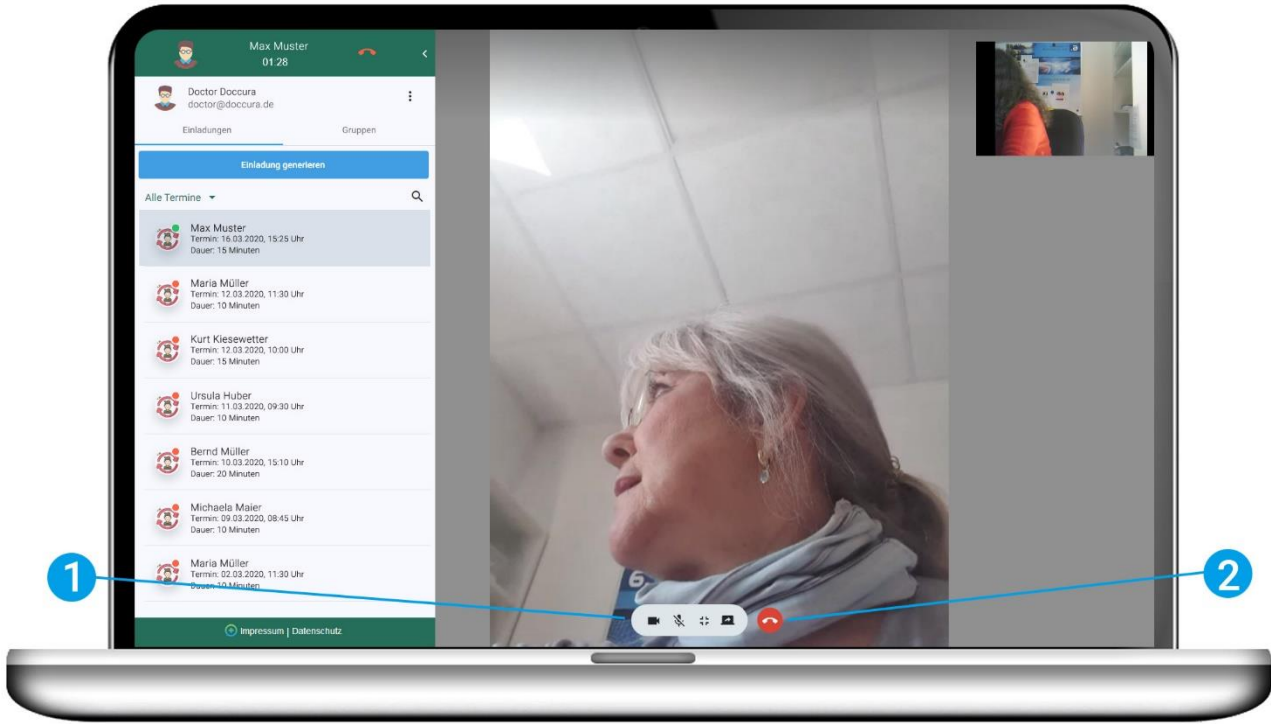 Max Muster
01:28
Doctor Doccura
doctor@doccura.de
Einladungen
Gruppen
Einladung generieren
Alle Termine
Max Muster
Termin: 16.03.2020, 15:25 Uhr
Dauer: 15 Minuten
Maria Müller
Termin: 12.03.2020, 11:30 Uhr
Dauer: 10 Minuten
Kurt Kiesewetter
Termin: 12.03.2020, 10:00 Uhr
Dauer: 15 Minuten
Ursula Huber
Termin: 11.03.2020, 09:30 Uhr
Dauer: 10 Minuten
Bernd Müller
Termin: 10.03.2020, 15:10 Uhr
Dauer: 20 Minuten
Michaela Maier
Termin: 09.03.2020, 08:45 Uhr
Dauer: 10 Minuten
Maria Müller
Termin: 02.03.2020, 11:30 Uhr
Dauer: 10 Minuten
Impressum | Datenschutz
1
2